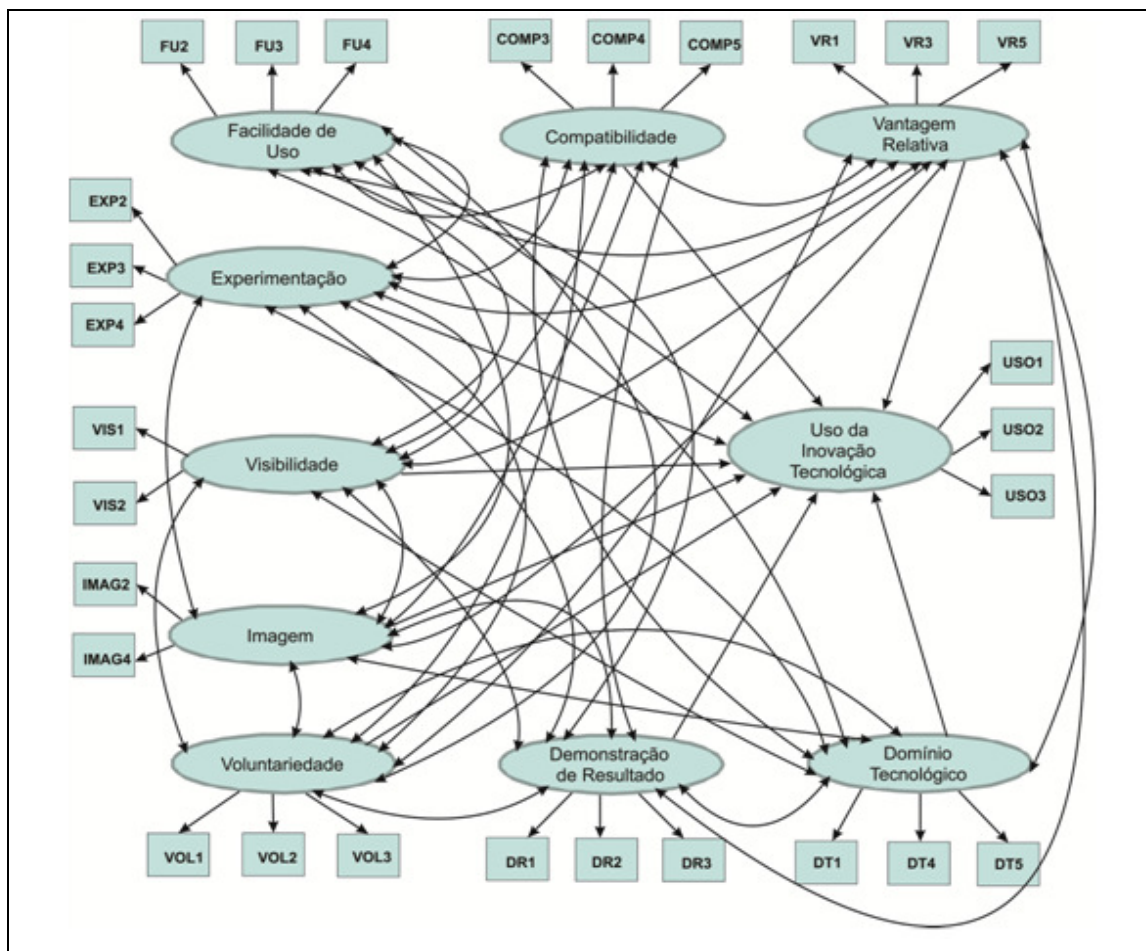 FU2
FU3
FU4
COMP3
COMP4
COMP5
VR1
VR3
VR5
Facilidade de
Uso
Compatibilidade
Vantagem
Relativa
EXP2
EXP3
EXP4
Experimentação
USO1
USO2
USO3
Uso da
Inovação
Tecnológica
VIS1
VIS2
Visibilidade
IMAG2
IMAG4
Imagem
Voluntariedade
Demonstração
de Resultado
Domínio
Tecnológico
VOL1
VOL2
VOL3
DR1
DR2
DR3
DT1
DT4
DT5